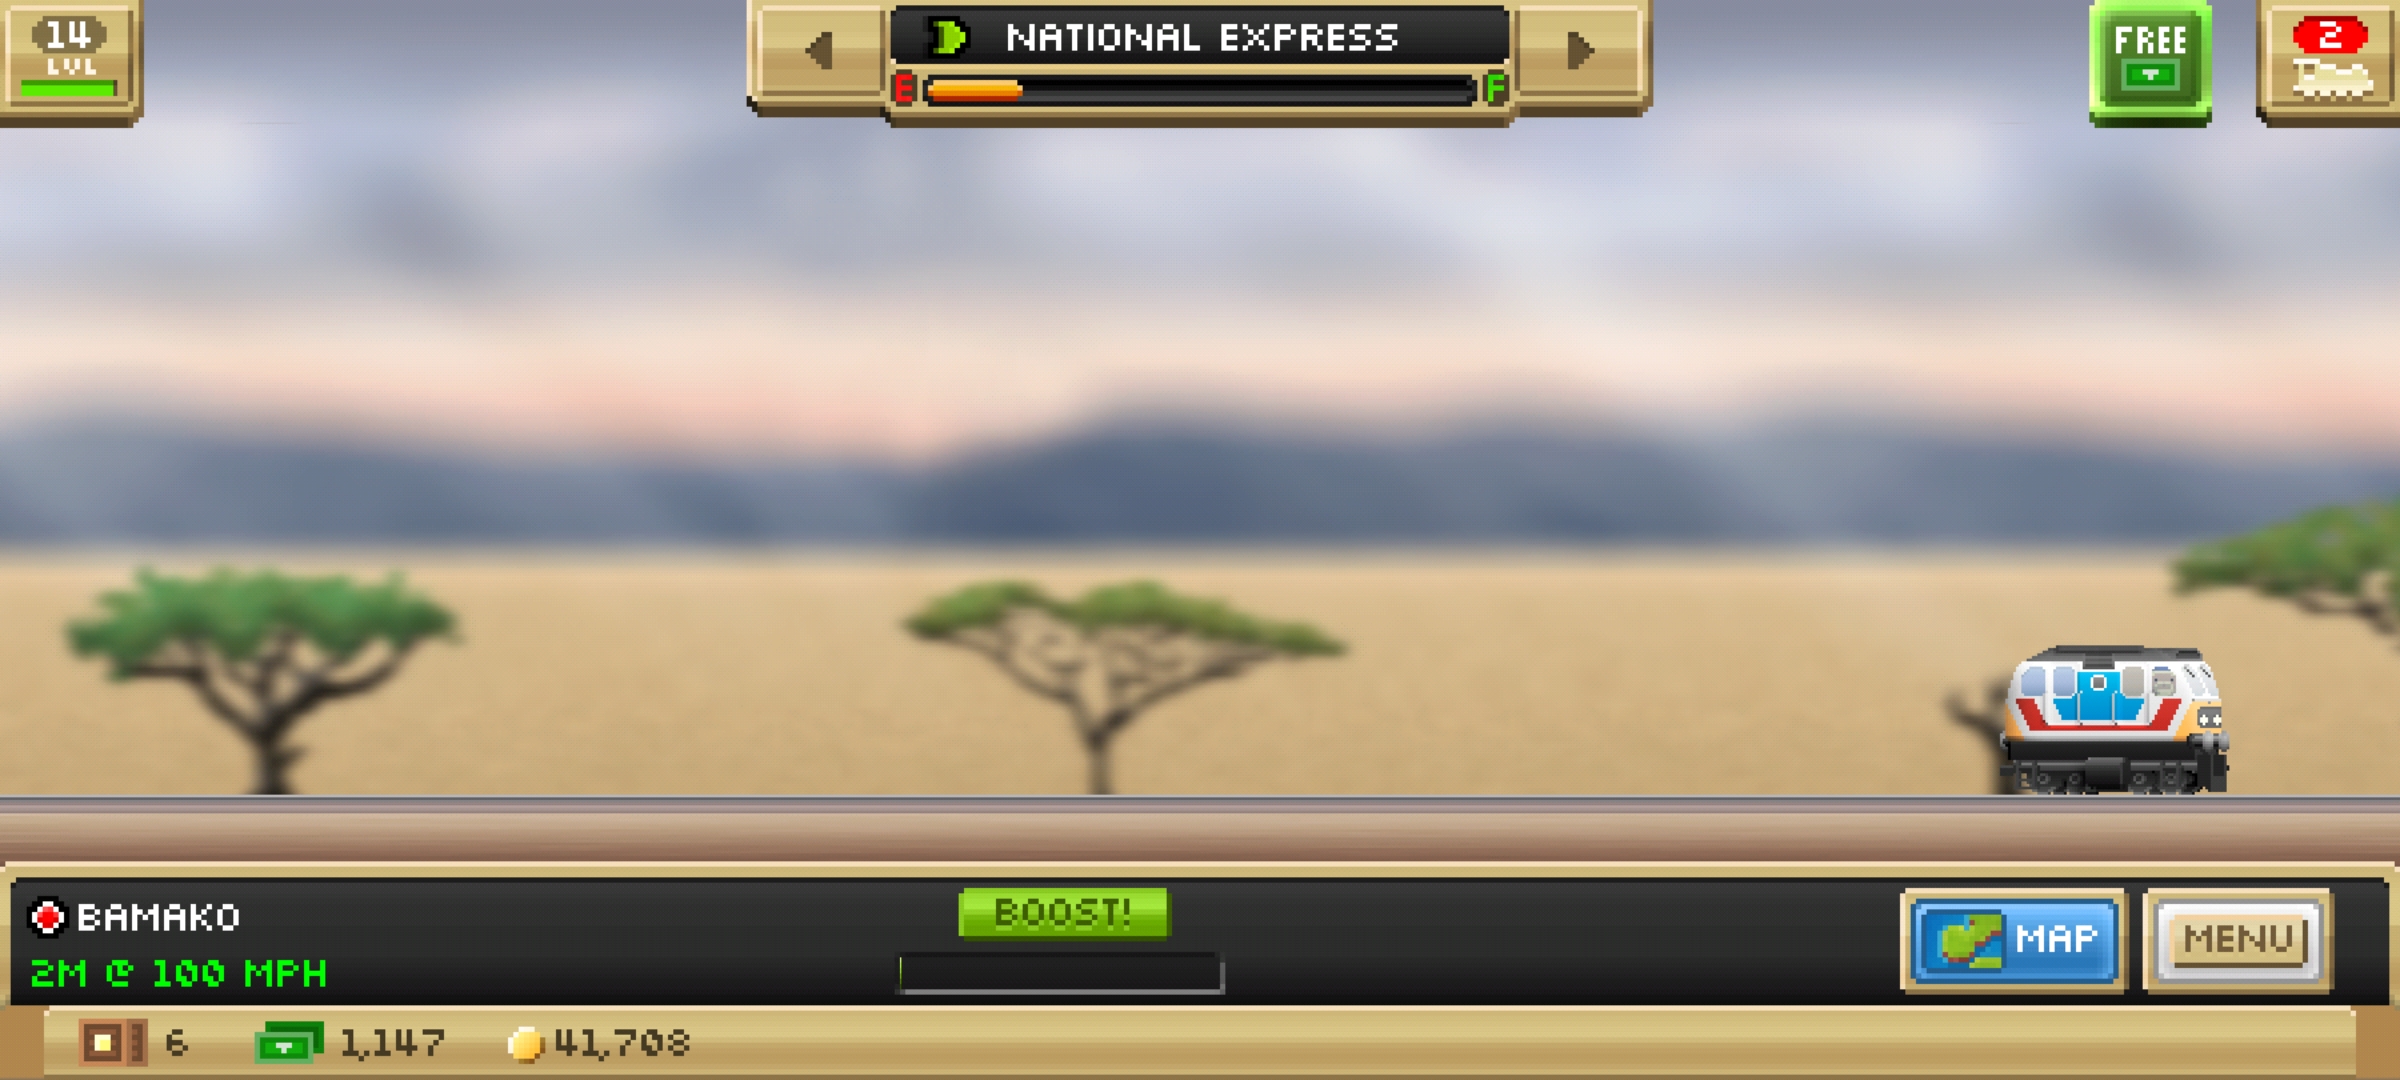 14
LVL
NATIONAL EXPRESS
E F
FREE
2
BAMAKO
2M @ 100 MPH
BOOST!
MAP
MENU
6 1,147 41,708